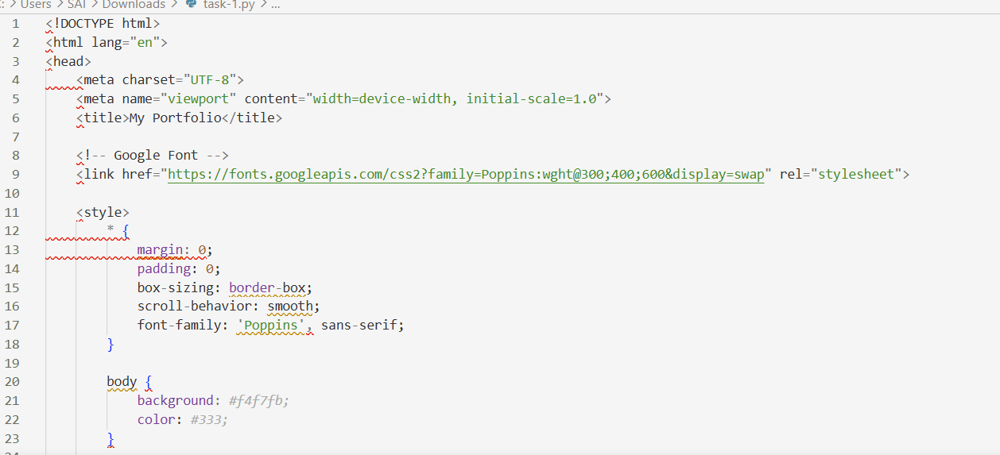 : > Users > SAI > Downloads > task-1.py > ...
1 <!DOCTYPE html>
2 <html lang="en">
3 <head>
4     <meta charset="UTF-8">
5     <meta name="viewport" content="width=device-width, initial-scale=1.0">
6     <title>My Portfolio</title>
7
8     <!-- Google Font -->
9     <link href="https://fonts.googleapis.com/css2?family=Poppins:wght@300;400;600&display=swap" rel="stylesheet">
10
11     <style>
12         * {
13             margin: 0;
14             padding: 0;
15             box-sizing: border-box;
16             scroll-behavior: smooth;
17             font-family: 'Poppins', sans-serif;
18         }
19
20         body {
21             background: #f4f7fb;
22             color: #333;
23         }